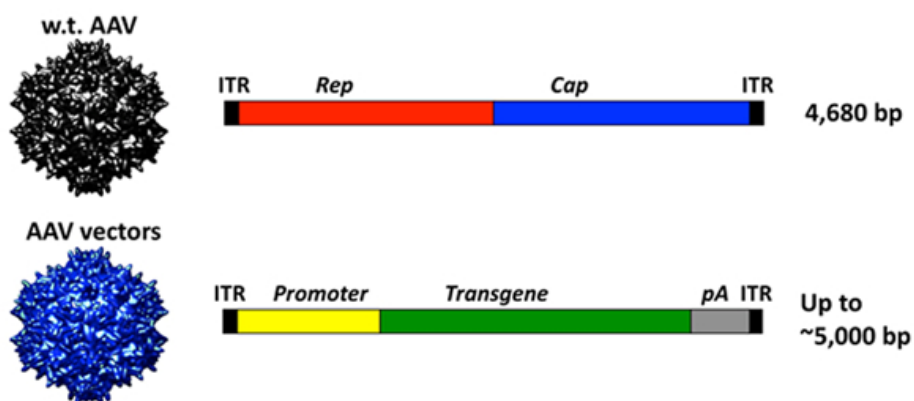 w.t. AAV
ITR Rep Cap ITR
4,680 bp
AAV vectors
ITR Promoter Transgene pA ITR
Up to
~5,000 bp